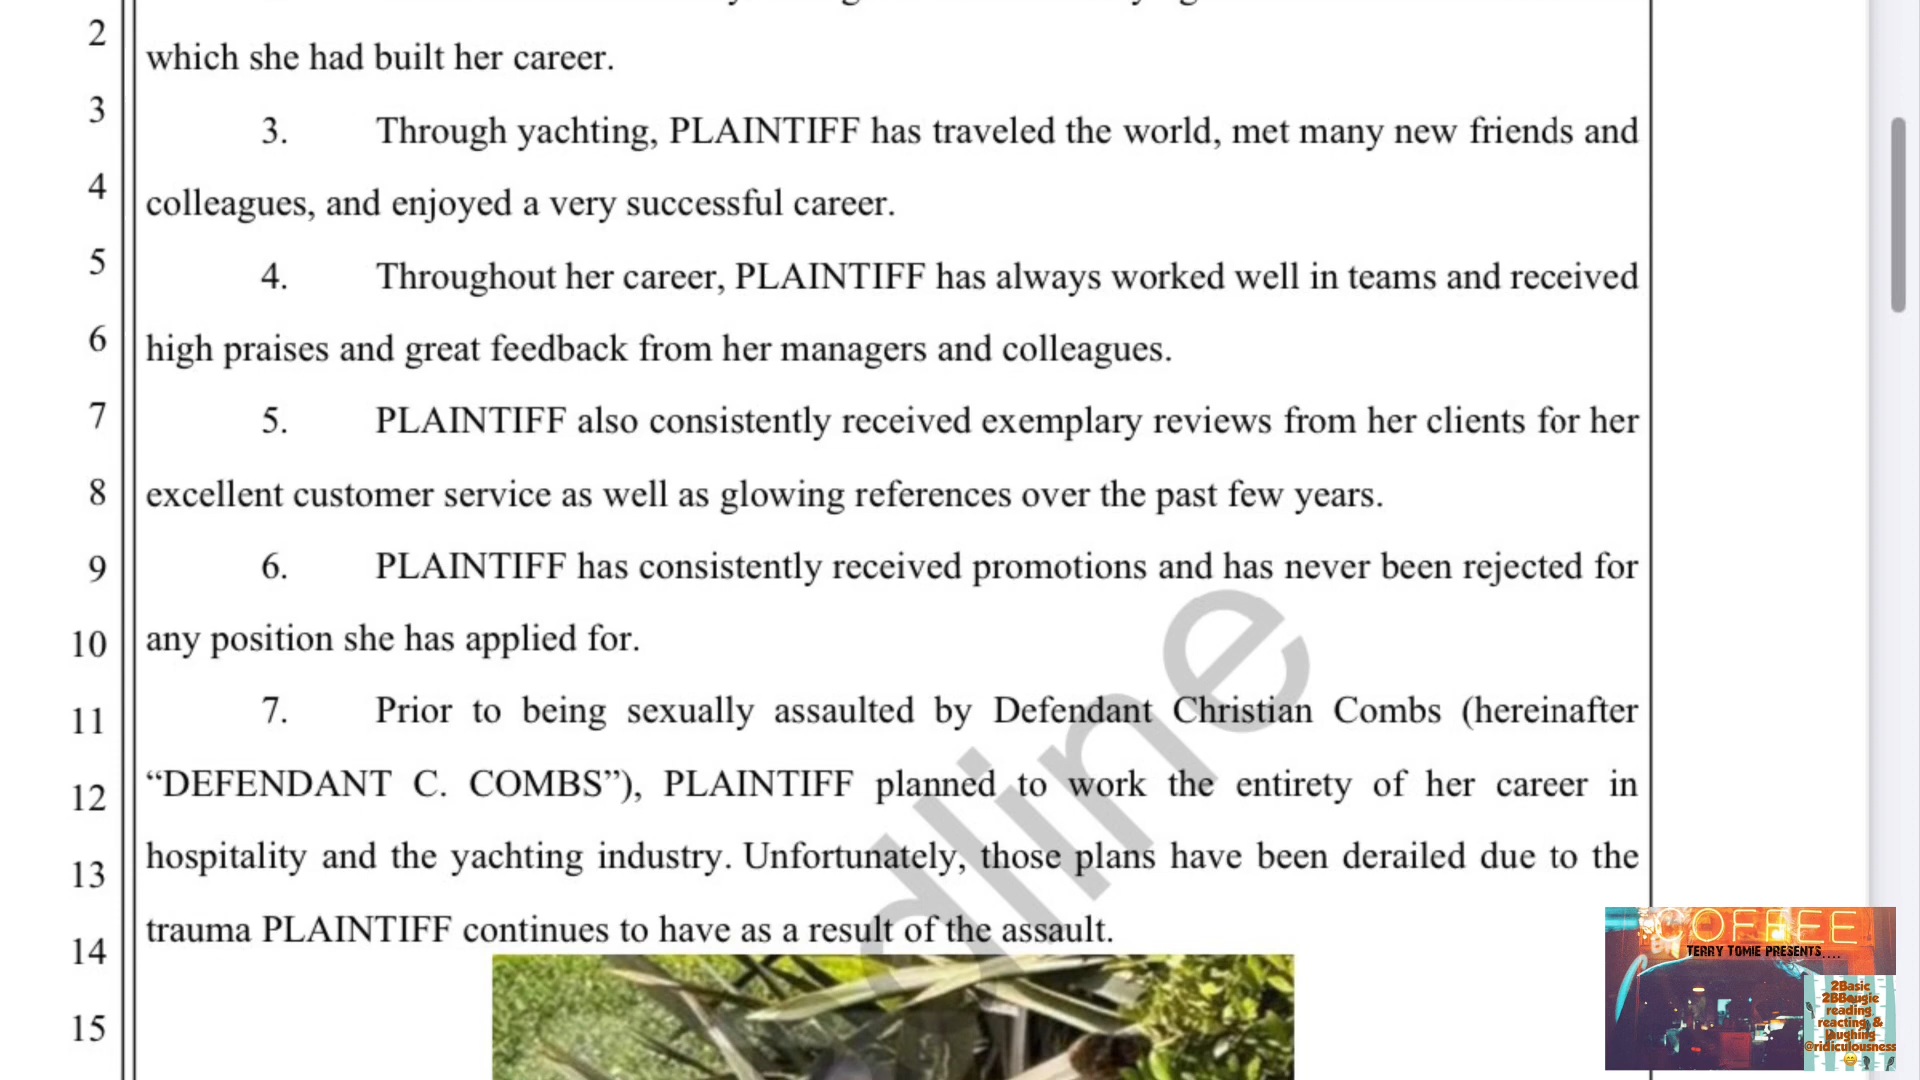 2
which she had built her career.
3
3. Through yachting, PLAINTIFF has traveled the world, met many new friends and
4
colleagues, and enjoyed a very successful career.
5
4. Throughout her career, PLAINTIFF has always worked well in teams and received
6
high praises and great feedback from her managers and colleagues.
7
5. PLAINTIFF also consistently received exemplary reviews from her clients for her
8
excellent customer service as well as glowing references over the past few years.
9
6. PLAINTIFF has consistently received promotions and has never been rejected for
10
any position she has applied for.
11
7. Prior to being sexually assaulted by Defendant Christian Combs (hereinafter
12
“DEFENDANT C. COMBS”), PLAINTIFF planned to work the entirety of her career in
13
hospitality and the yachting industry. Unfortunately, those plans have been derailed due to the
14
trauma PLAINTIFF continues to have as a result of the assault.
15
dline
COFFEE
TERRY TOMIE PRESENTS....
2Basic
2BBougie
reading
reacting, &
laughing
@ridiculousness